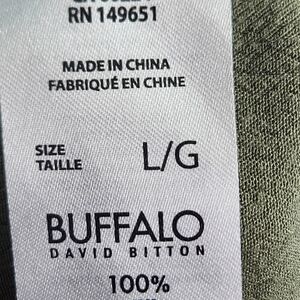 RN 149651
MADE IN CHINA
FABRIQUÉ EN CHINE
SIZE
TAILLE
L/G
BUFFALO
DAVID BITTON
100%